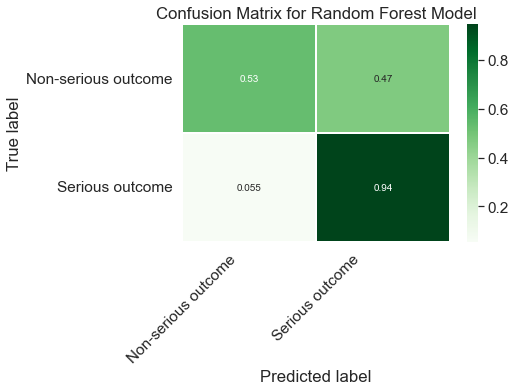 Confusion Matrix for Random Forest Model
True label
Non-serious outcome
0.53
0.47
Serious outcome
0.055
0.94
0.8
0.6
0.4
0.2
Non-serious outcome
Serious outcome
Predicted label